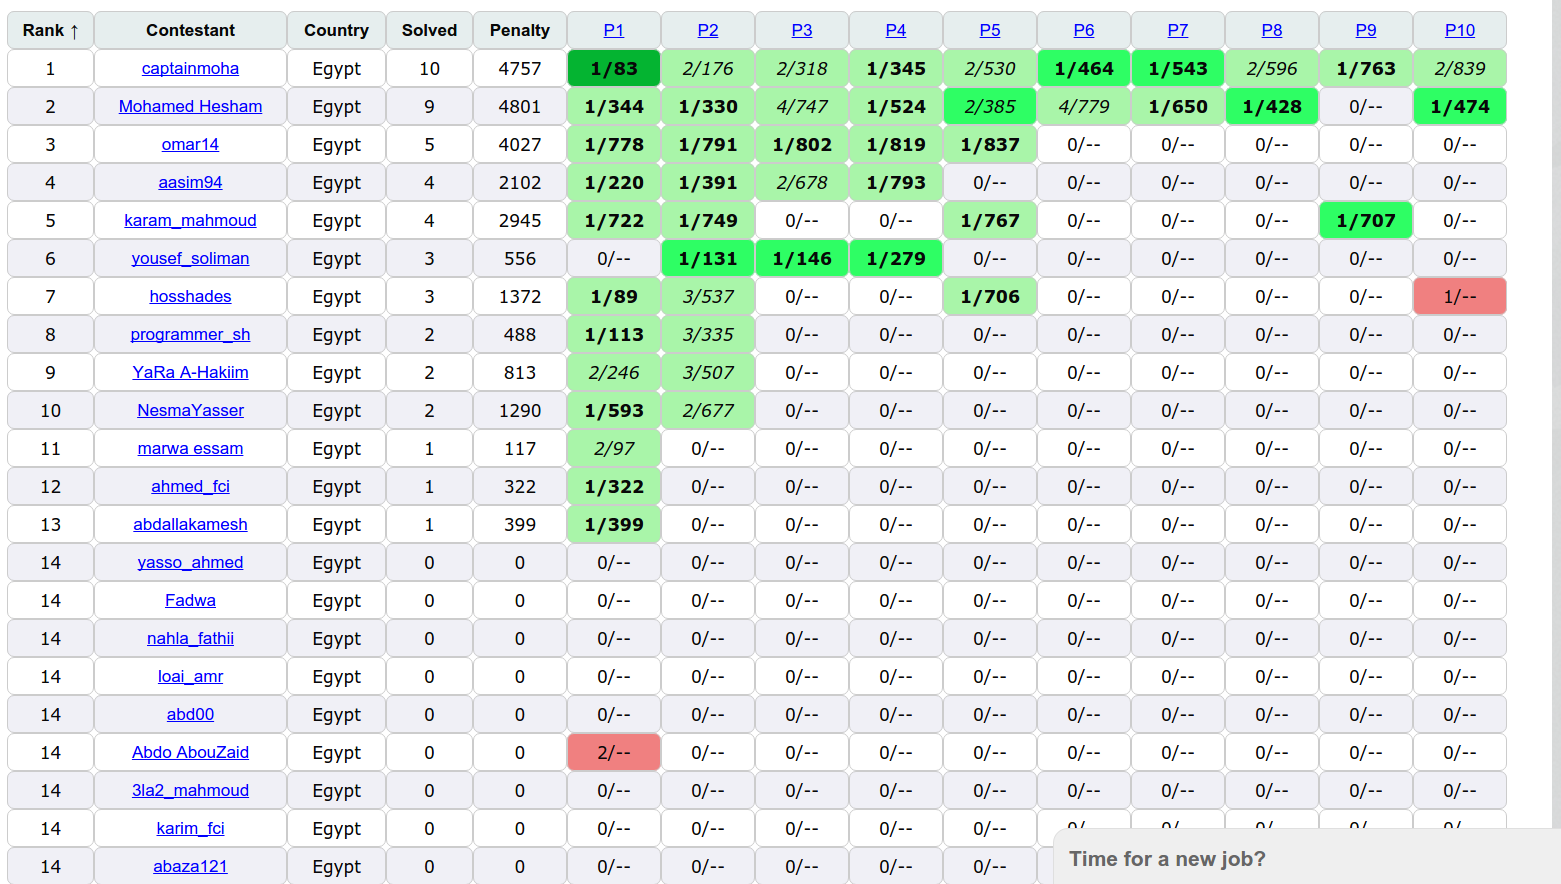 Rank ↑ Contestant Country Solved Penalty P1 P2 P3 P4 P5 P6 P7 P8 P9 P10
1 captainmoha Egypt 10 4757 1/83 2/176 2/318 1/345 2/530 1/464 1/543 2/596 1/763 2/839
2 Mohamed Hesham Egypt 9 4801 1/344 1/330 4/747 1/524 2/385 4/779 1/650 1/428 0/-- 1/474
3 omar14 Egypt 5 4027 1/778 1/791 1/802 1/819 1/837 0/-- 0/-- 0/-- 0/-- 0/--
4 aasim94 Egypt 4 2102 1/220 1/391 2/678 1/793 0/-- 0/-- 0/-- 0/-- 0/-- 0/--
5 karam_mahmoud Egypt 4 2945 1/722 1/749 0/-- 0/-- 1/767 0/-- 0/-- 0/-- 1/707 0/--
6 yousef_soliman Egypt 3 556 0/-- 1/131 1/146 1/279 0/-- 0/-- 0/-- 0/-- 0/-- 0/--
7 hosshades Egypt 3 1372 1/89 3/537 0/-- 0/-- 1/706 0/-- 0/-- 0/-- 0/-- 1/--
8 programmer_sh Egypt 2 488 1/113 3/335 0/-- 0/-- 0/-- 0/-- 0/-- 0/-- 0/-- 0/--
9 YaRa A-Hakiim Egypt 2 813 2/246 3/507 0/-- 0/-- 0/-- 0/-- 0/-- 0/-- 0/-- 0/--
10 NesmaYasser Egypt 2 1290 1/593 2/677 0/-- 0/-- 0/-- 0/-- 0/-- 0/-- 0/-- 0/--
11 marwa essam Egypt 1 117 2/97 0/-- 0/-- 0/-- 0/-- 0/-- 0/-- 0/-- 0/-- 0/--
12 ahmed_fci Egypt 1 322 1/322 0/-- 0/-- 0/-- 0/-- 0/-- 0/-- 0/-- 0/-- 0/--
13 abdallakamesh Egypt 1 399 1/399 0/-- 0/-- 0/-- 0/-- 0/-- 0/-- 0/-- 0/-- 0/--
14 yasso_ahmed Egypt 0 0 0/-- 0/-- 0/-- 0/-- 0/-- 0/-- 0/-- 0/-- 0/-- 0/--
14 Fadwa Egypt 0 0 0/-- 0/-- 0/-- 0/-- 0/-- 0/-- 0/-- 0/-- 0/-- 0/--
14 nahla_fathii Egypt 0 0 0/-- 0/-- 0/-- 0/-- 0/-- 0/-- 0/-- 0/-- 0/-- 0/--
14 loai_amr Egypt 0 0 0/-- 0/-- 0/-- 0/-- 0/-- 0/-- 0/-- 0/-- 0/-- 0/--
14 abd00 Egypt 0 0 0/-- 0/-- 0/-- 0/-- 0/-- 0/-- 0/-- 0/-- 0/-- 0/--
14 Abdo AbouZaid Egypt 0 0 2/-- 0/-- 0/-- 0/-- 0/-- 0/-- 0/-- 0/-- 0/-- 0/--
14 3la2_mahmoud Egypt 0 0 0/-- 0/-- 0/-- 0/-- 0/-- 0/-- 0/-- 0/-- 0/-- 0/--
14 karim_fci Egypt 0 0 0/-- 0/-- 0/-- 0/-- 0/--
14 abaza121 Egypt 0 0 0/-- 0/-- 0/-- 0/-- 0/--
Time for a new job?